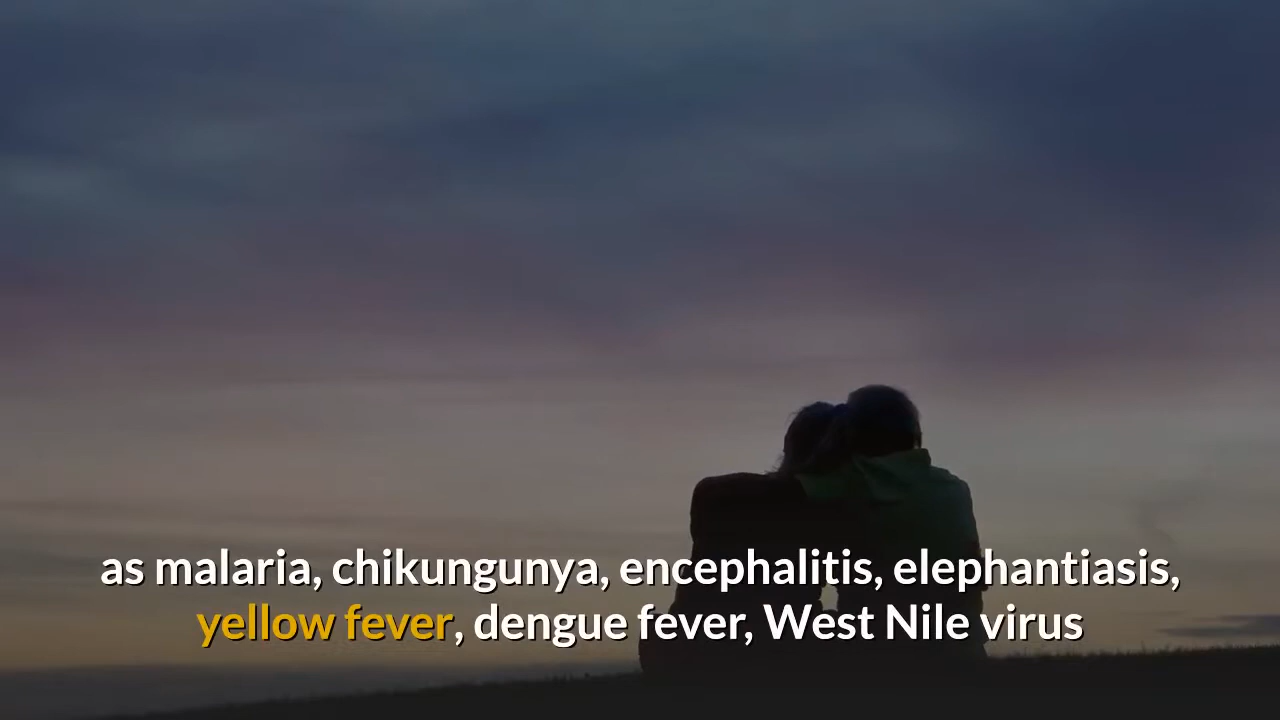 as malaria, chikungunya, encephalitis, elephantiasis,
yellow fever, dengue fever, West Nile virus